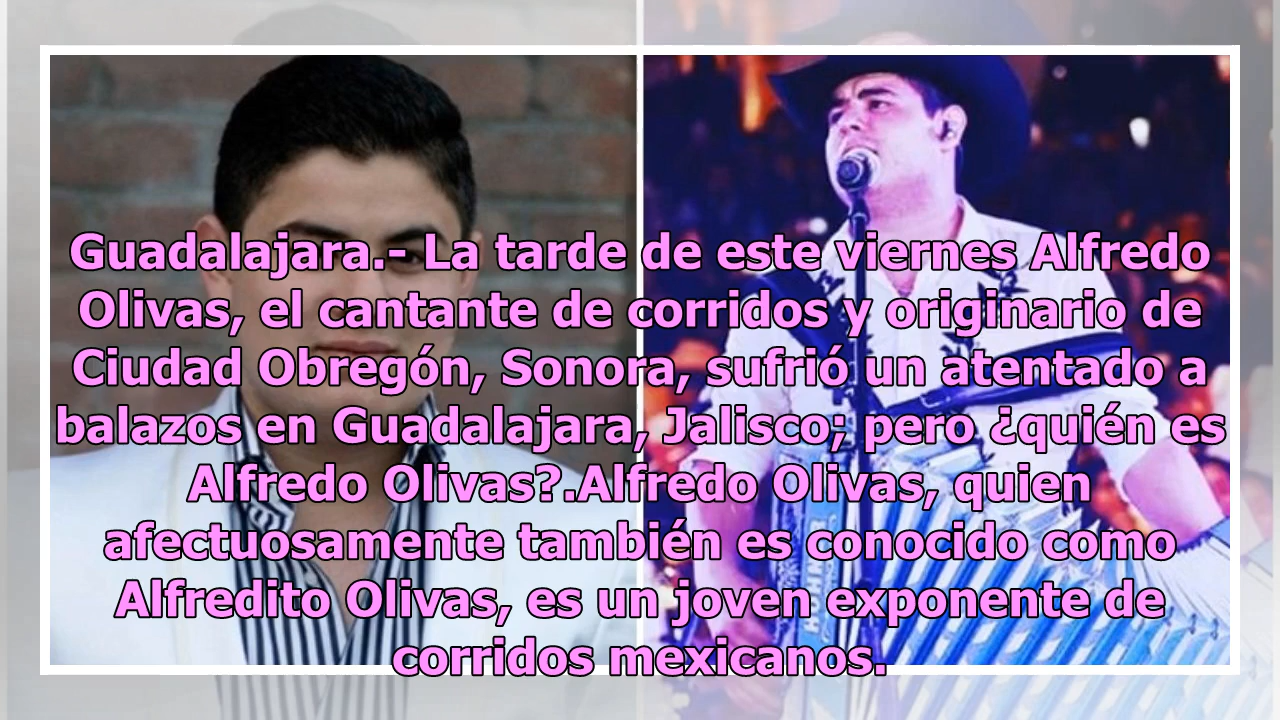 Guadalajara.- La tarde de este viernes Alfredo
Olivas, el cantante de corridos y originario de
Ciudad Obregón, Sonora, sufrió un atentado a
balazos en Guadalajara, Jalisco; pero ¿quién es
Alfredo Olivas?.Alfredo Olivas, quien
afectuosamente también es conocido como
Alfredito Olivas, es un joven exponente de
corridos mexicanos.